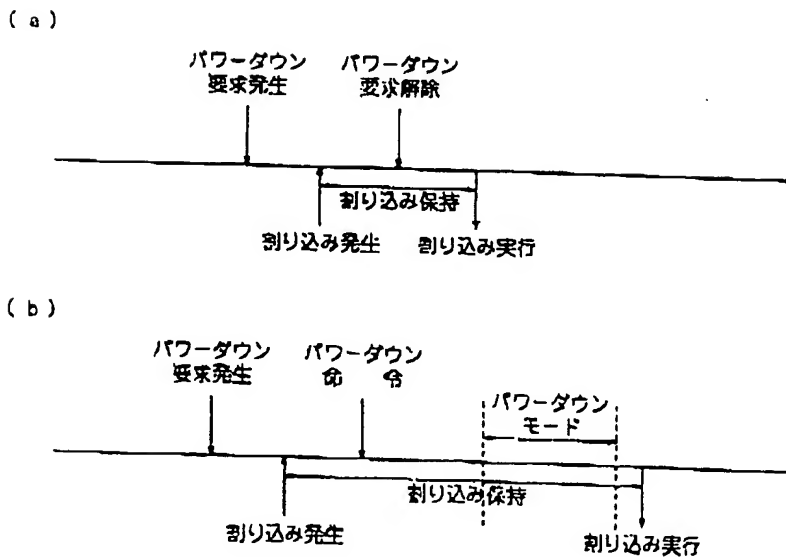 ( a )
パワーダウン パワーダウン
要求発生 要求解除
割り込み保持
割り込み発生 割り込み実行
( b )
パワーダウン パワーダウン
要求発生 命 令
パワーダウン
モード
割り込み保持
割り込み発生 割り込み実行